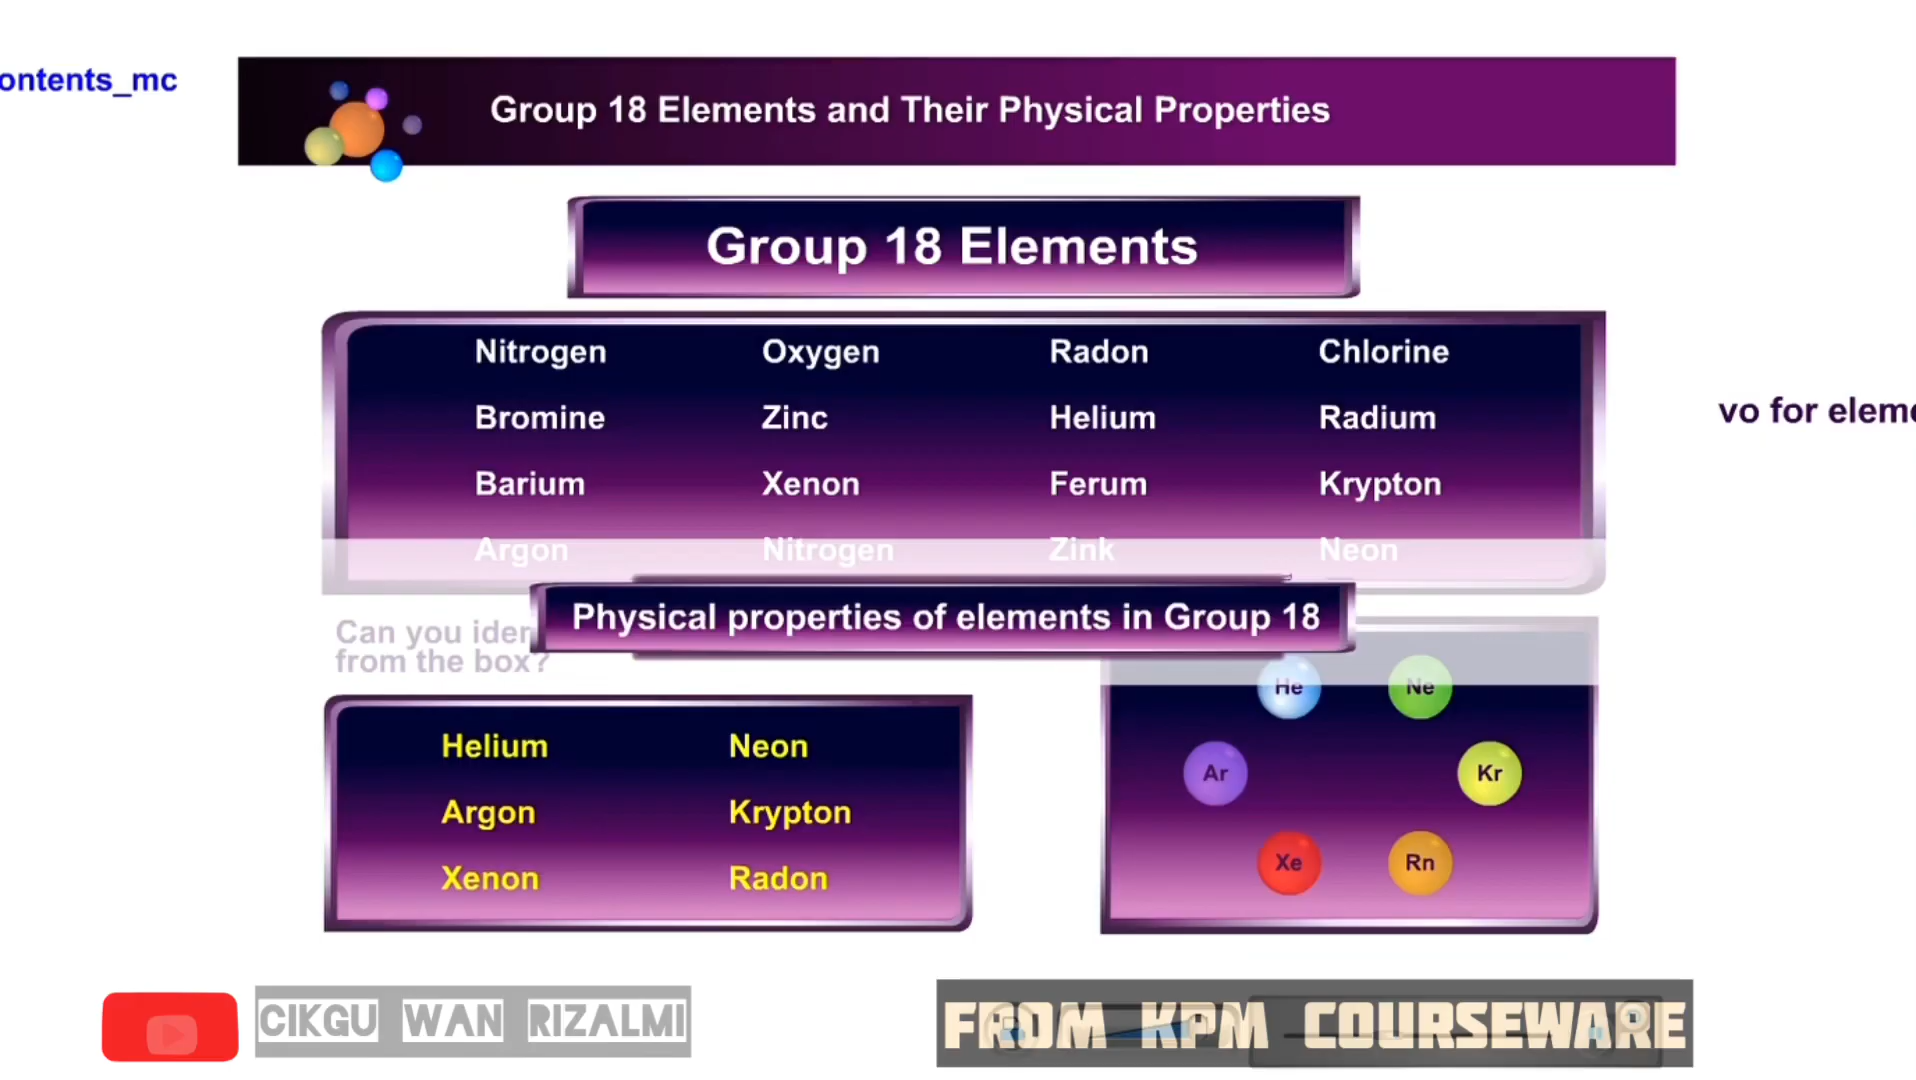 ontents_mc
Group 18 Elements and Their Physical Properties
Group 18 Elements
Nitrogen Oxygen Radon Chlorine
Bromine Zinc Helium Radium
vo for eleme
Barium Xenon Ferum Krypton
Argon Nitrogen Zink Neon
Physical properties of elements in Group 18
Can you iden
from the box?
Helium Neon
Argon Krypton
Xenon Radon
He Ne
Ar Kr
Xe Rn
CIKGU WAN RIZALMI
FROM KPM COURSEWARE